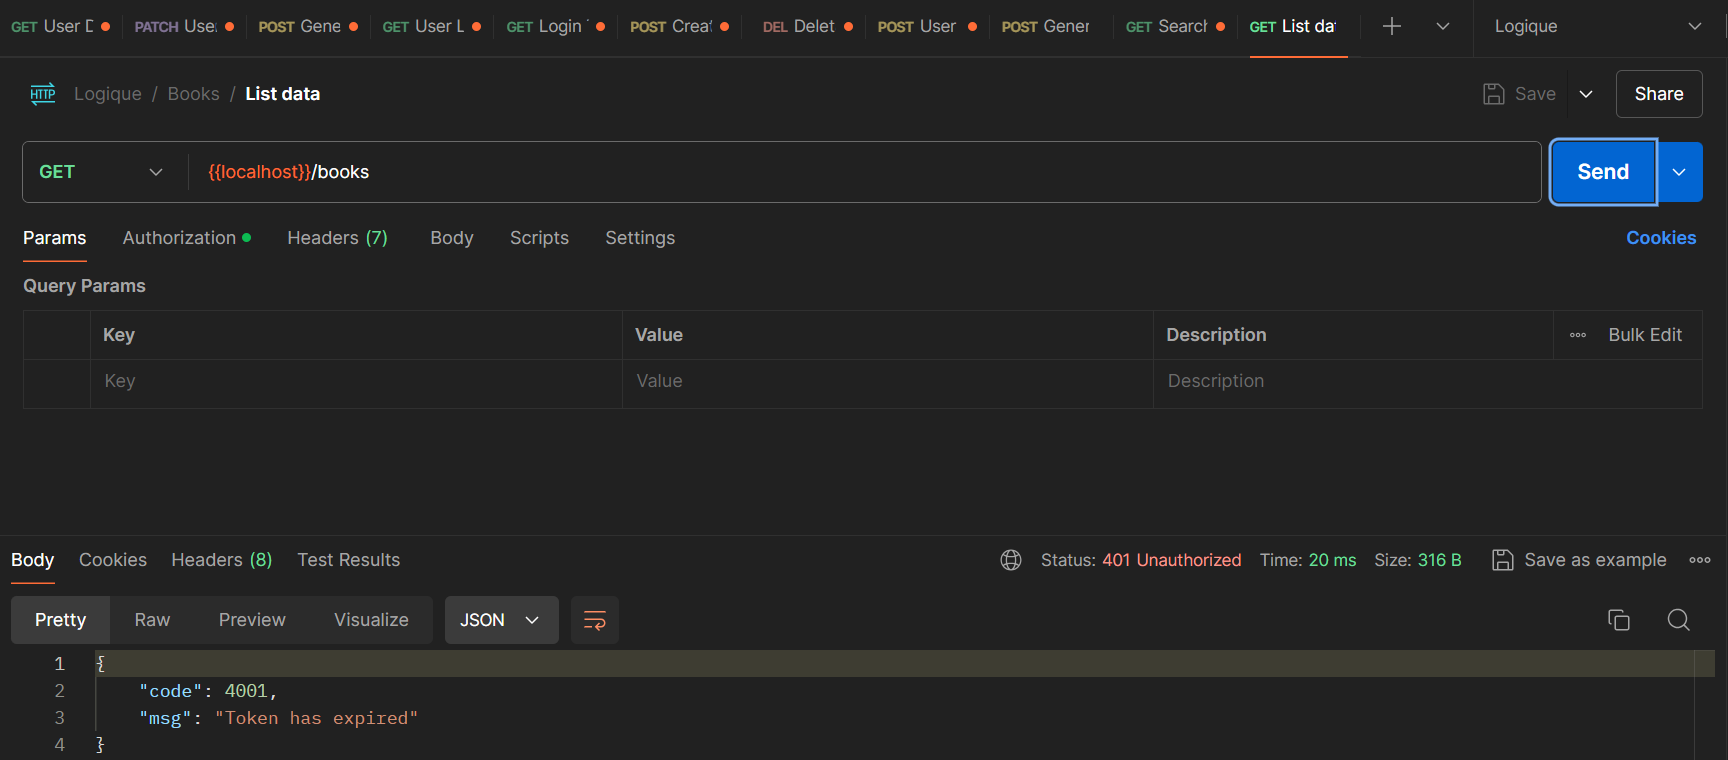 GET User D PATCH Use GET Gene GET User L GET Login POST Creat DEL Delet POST User POST Gener GET Search GET List dat Logique
HTTP Logique / Books / List data Save Share
GET {{localhost}}/books Send
Params Authorization Headers (7) Body Scripts Settings Cookies
Query Params
Key Value Description Bulk Edit
Key Value Description
Body Cookies Headers (8) Test Results Status: 401 Unauthorized Time: 20 ms Size: 316 B Save as example
Pretty Raw Preview Visualize JSON
1 {
2 "code": 4001,
3 "msg": "Token has expired"
4 }